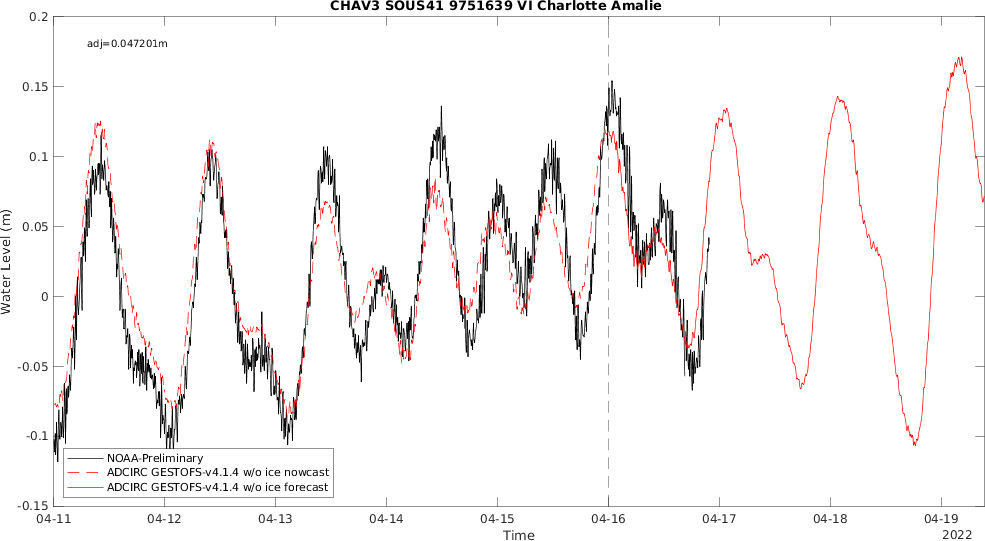 CHAV3 SOUS41 9751639 VI Charlotte Amalie
adj=0.047201m
0.2
0.15
0.1
0.05
0
-0.05
-0.1
-0.15
Water Level (m)
NOAA-Preliminary
ADCIRC GESTOFS-v4.1.4 w/o ice nowcast
ADCIRC GESTOFS-v4.1.4 w/o ice forecast
04-11 04-12 04-13 04-14 04-15 04-16 04-17 04-18 04-19
Time
2022